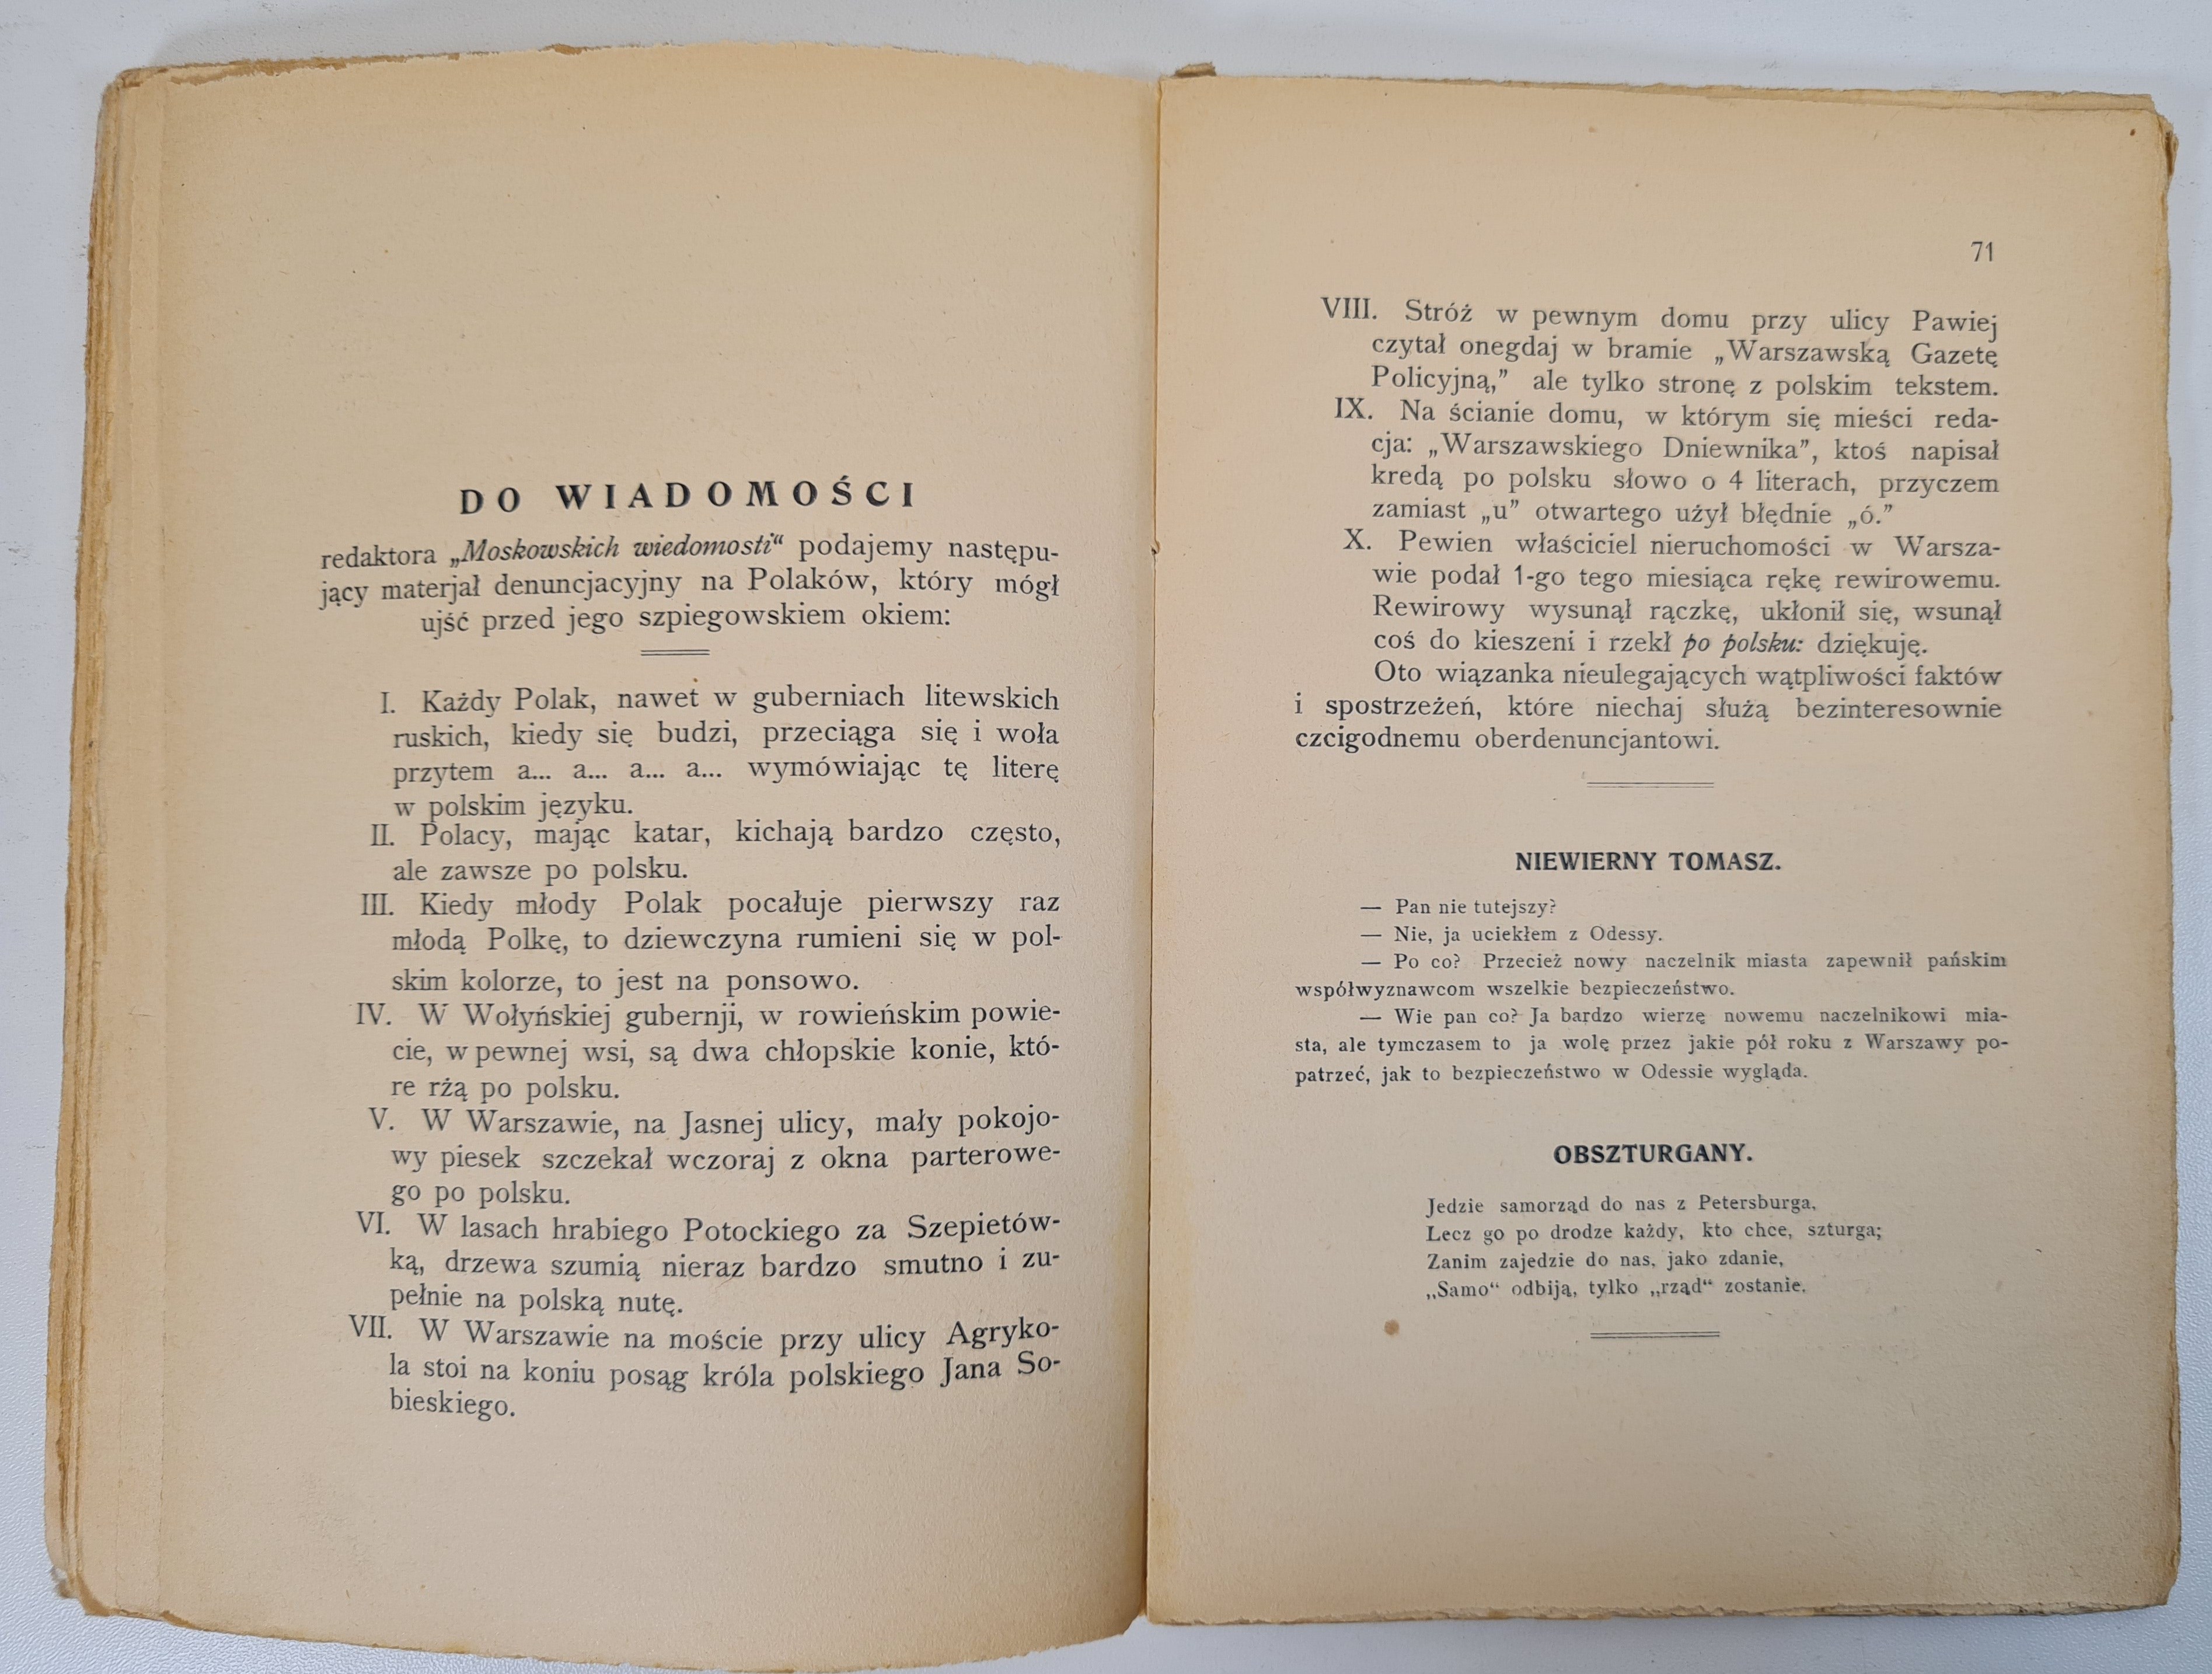 DO WIADOMOŚCI
redaktora „Moskowskich wiedomosti“ podajemy następu-
jący materjał denuncjacyjny na Polaków, który mógł
ujść przed jego szpiegowskiem okiem:
I. Każdy Polak, nawet w guberniach litewskich
ruskich, kiedy się budzi, przeciąga się i woła
przytem a... a... a... a... wymówiając tę literę
w polskim języku.
II. Polacy, mając katar, kichają bardzo często,
ale zawsze po polsku.
III. Kiedy młody Polak pocałuje pierwszy raz
młodą Polkę, to dziewczyna rumieni się w pol-
skim kolorze, to jest na ponsowo.
IV. W Wołyńskiej gubernji, w rowieńskim powie-
cie, w pewnej wsi, są dwa chłopskie konie, któ-
re rżą po polsku.
V. W Warszawie, na Jasnej ulicy, mały pokojo-
wy piesek szczekał wczoraj z okna parterowe-
go po polsku.
VI. W lasach hrabiego Potockiego za Szepietów-
ką, drzewa szumią nieraz bardzo smutno i zu-
pełnie na polską nutę.
VII. W Warszawie na moście przy ulicy Agryko-
la stoi na koniu posąg króla polskiego Jana So-
bieskiego.
71
VIII. Stróż w pewnym domu przy ulicy Pawiej
czytał onegdaj w bramie „Warszawską Gazetę
Policyjną,” ale tylko stronę z polskim tekstem.
IX. Na ścianie domu, w którym się mieści reda-
cja: „Warszawskiego Dniewnika”, ktoś napisał
kredą po polsku słowo o 4 literach, przyczem
zamiast „u” otwartego użył błędnie „ó.”
X. Pewien właściciel nieruchomości w Warsza-
wie podał 1-go tego miesiąca rękę rewirowemu.
Rewirowy wysunął rączkę, ukłonił się, wsunął
coś do kieszeni i rzekł po polsku: dziękuję.
Oto wiązanka nieulegających wątpliwości faktów
i spostrzeżeń, które niechaj służą bezinteresownie
czcigodnemu oberdenuncjantowi.
NIEWIERNY TOMASZ.
— Pan nie tutejszy?
— Nie, ja uciekłem z Odessy.
— Po co? Przecież nowy naczelnik miasta zapewnił pańskim
współwyznawcom wszelkie bezpieczeństwo.
— Wie pan co? Ja bardzo wierzę nowemu naczelnikowi mia-
sta, ale tymczasem to ja wolę przez jakie pół roku z Warszawy po-
patrzeć, jak to bezpieczeństwo w Odessie wygląda.
OBSZTURGANY.
Jedzie samorząd do nas z Petersburga,
Lecz go po drodze każdy, kto chce, szturga;
Zanim zajedzie do nas, jako zdanie,
„Samo“ odbiją, tylko „rząd“ zostanie.